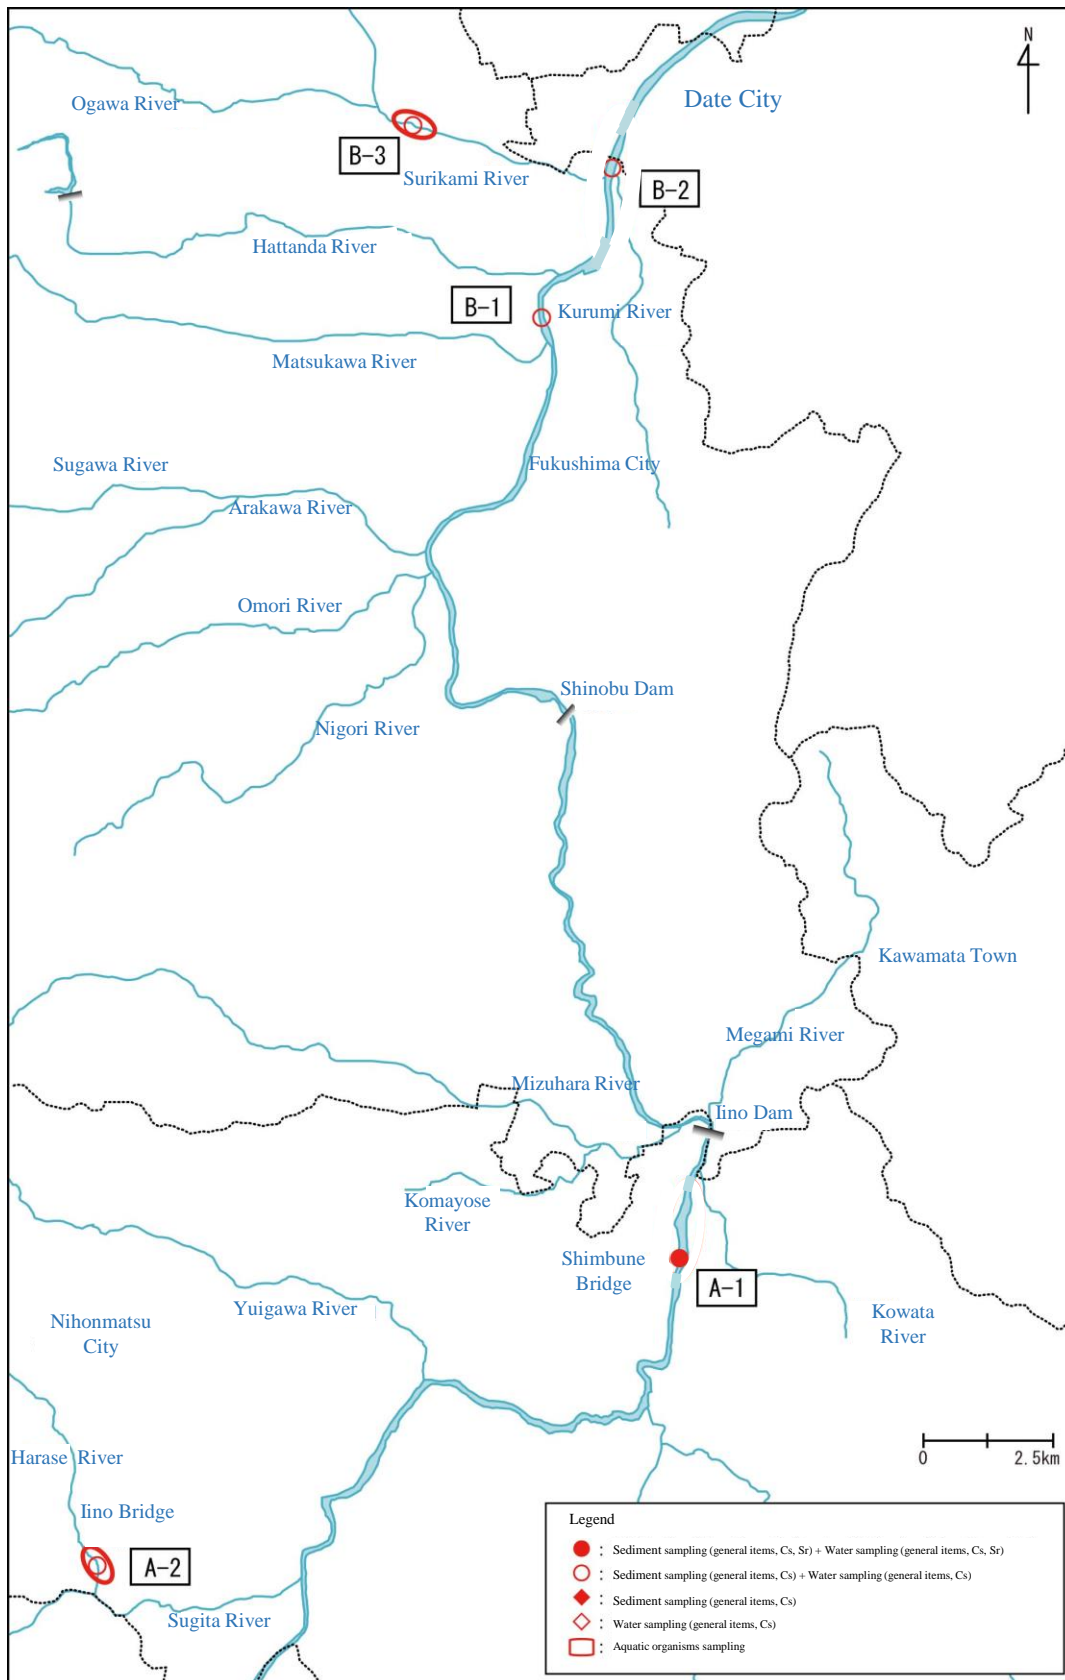 N
Ogawa River
Date City
B-3
Surikami River
B-2
Hattanda River
B-1
Kurumi River
Matsukawa River
Sugawa River
Fukushima City
Arakawa River
Omori River
Shinobu Dam
Nigori River
Kawamata Town
Megami River
Mizuhara River
Iino Dam
Komayose
River
Shimbune
Bridge
A-1
Yuigawa River
Kowata
River
Nihonmatsu
City
Harase River
0 2.5km
Iino Bridge
A-2
Sugita River
Legend
: Sediment sampling (general items, Cs, Sr) + Water sampling (general items, Cs, Sr)
: Sediment sampling (general items, Cs) + Water sampling (general items, Cs)
: Sediment sampling (general items, Cs)
: Water sampling (general items, Cs)
: Aquatic organisms sampling